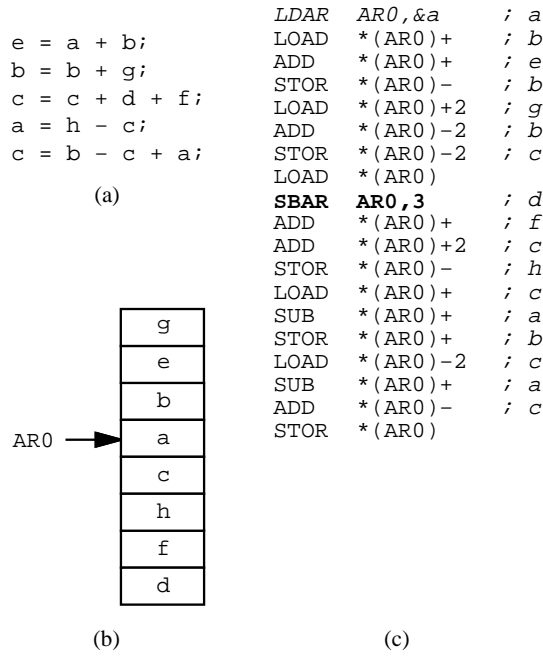 e = a + b;
b = b + g;
c = c + d + f;
a = h - c;
c = b - c + a;
(a)
g
e
b
AR0 a
c
h
f
d
(b)
LDAR AR0,&a ; a
LOAD *(AR0)+ ; b
ADD *(AR0)+ ; e
STOR *(AR0)- ; b
LOAD *(AR0)+2 ; g
ADD *(AR0)-2 ; b
STOR *(AR0)-2 ; c
LOAD *(AR0)
SBAR AR0,3 ; d
ADD *(AR0)+ ; f
ADD *(AR0)+2 ; c
STOR *(AR0)- ; h
LOAD *(AR0)+ ; c
SUB *(AR0)+ ; a
STOR *(AR0)+ ; b
LOAD *(AR0)-2 ; c
SUB *(AR0)+ ; a
ADD *(AR0)- ; c
STOR *(AR0)
(c)